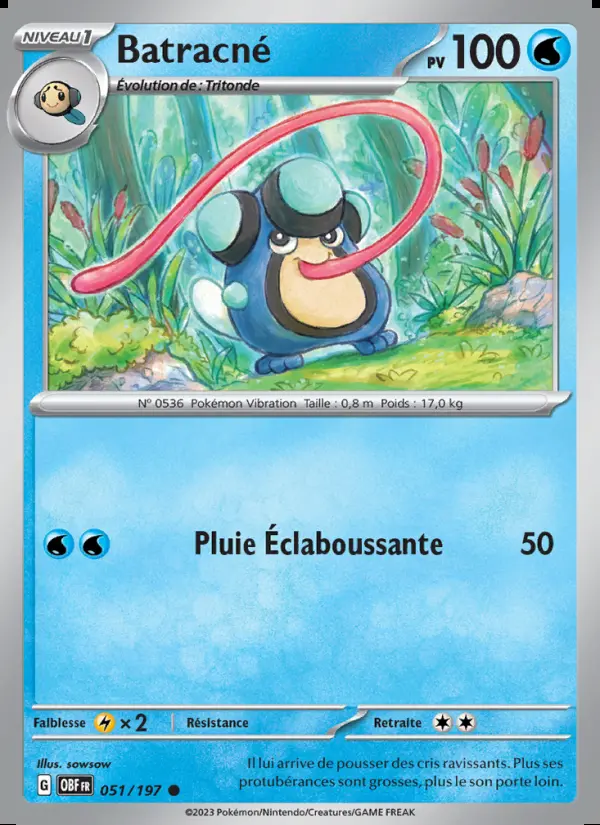 NIVEAU 1
Batracné
PV 100
Évolution de : Tritonde
N° 0536 Pokémon Vibration Taille : 0,8 m Poids : 17,0 kg
Pluie Éclaboussante 50
Faiblesse ×2 Résistance Retraite
Illus. sowsow
Il lui arrive de pousser des cris ravissants. Plus ses
protubérances sont grosses, plus le son porte loin.
G OBF FR 051/197
©2023 Pokémon/Nintendo/Creatures/GAME FREAK